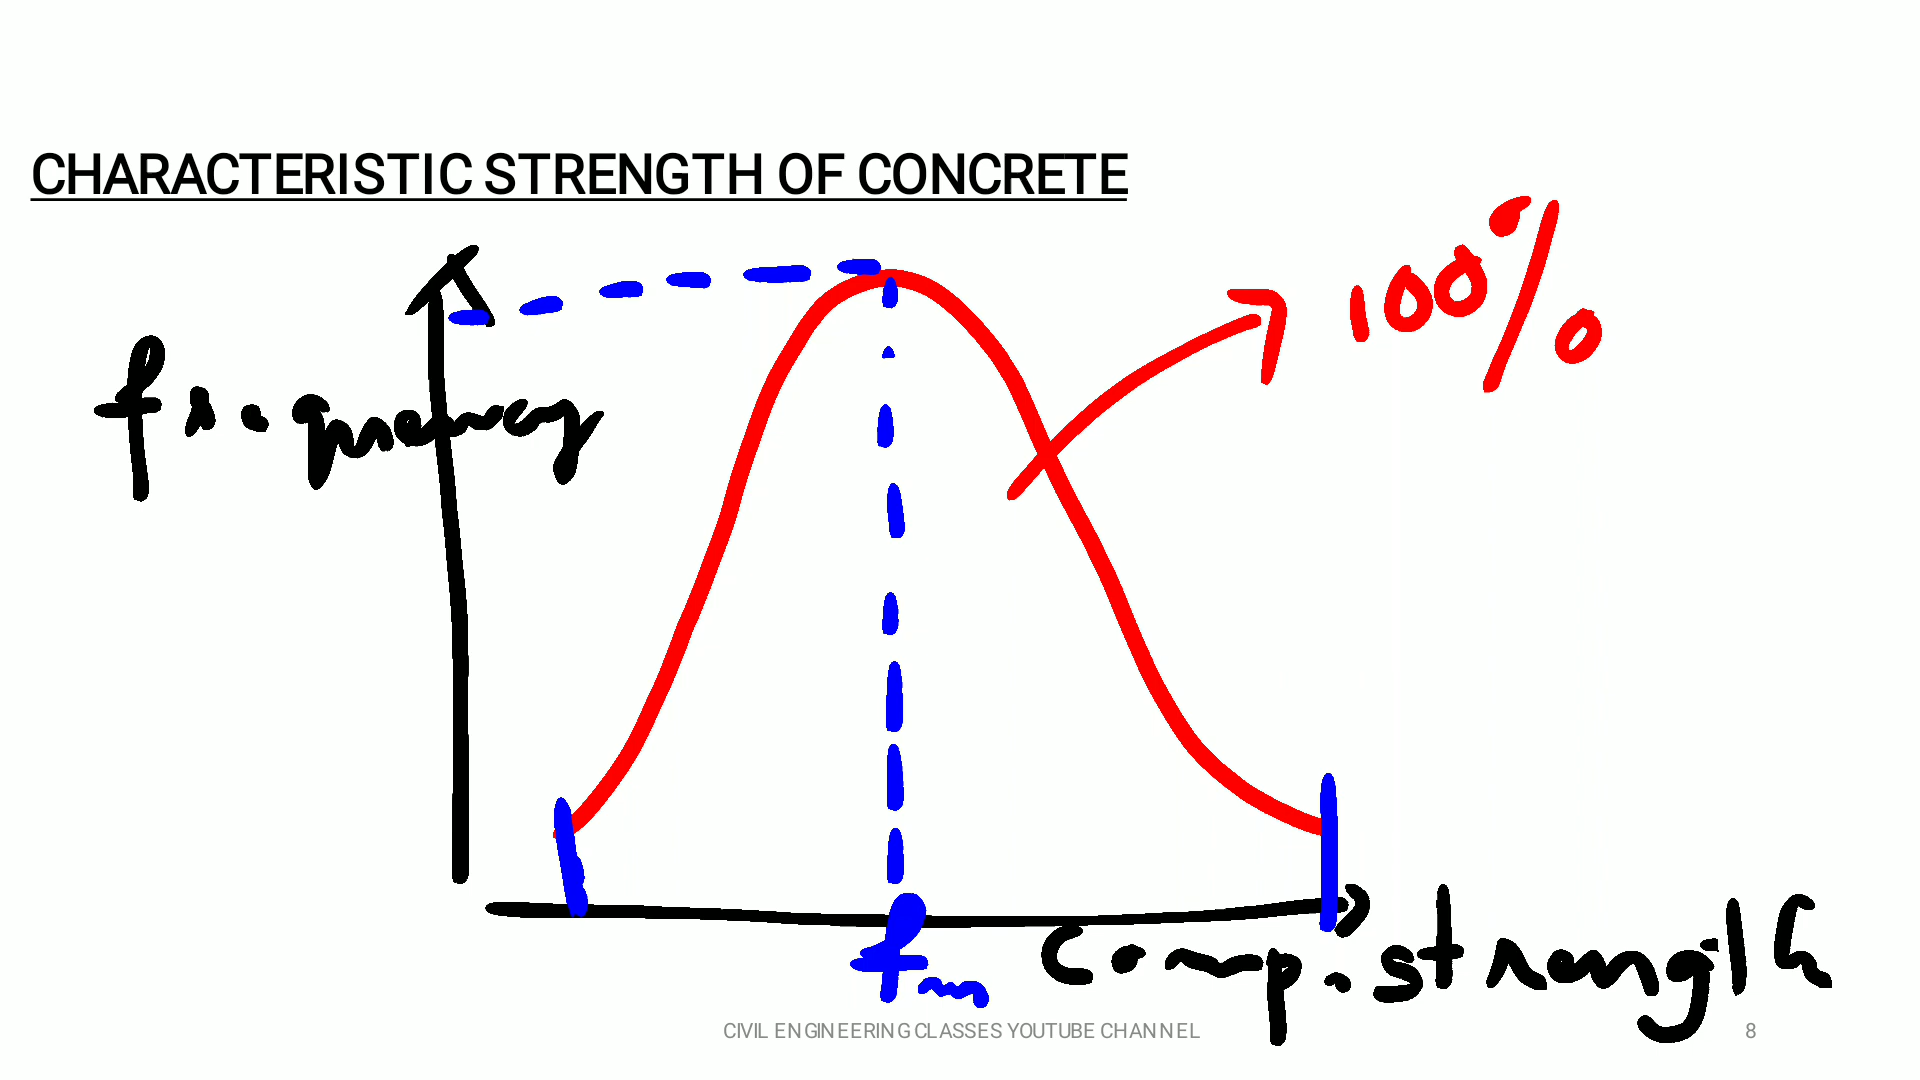 CHARACTERISTIC STRENGTH OF CONCRETE
100%
frequency
fm
Comp. strength
CIVIL ENGINEERING CLASSES YOUTUBE CHANNEL
8